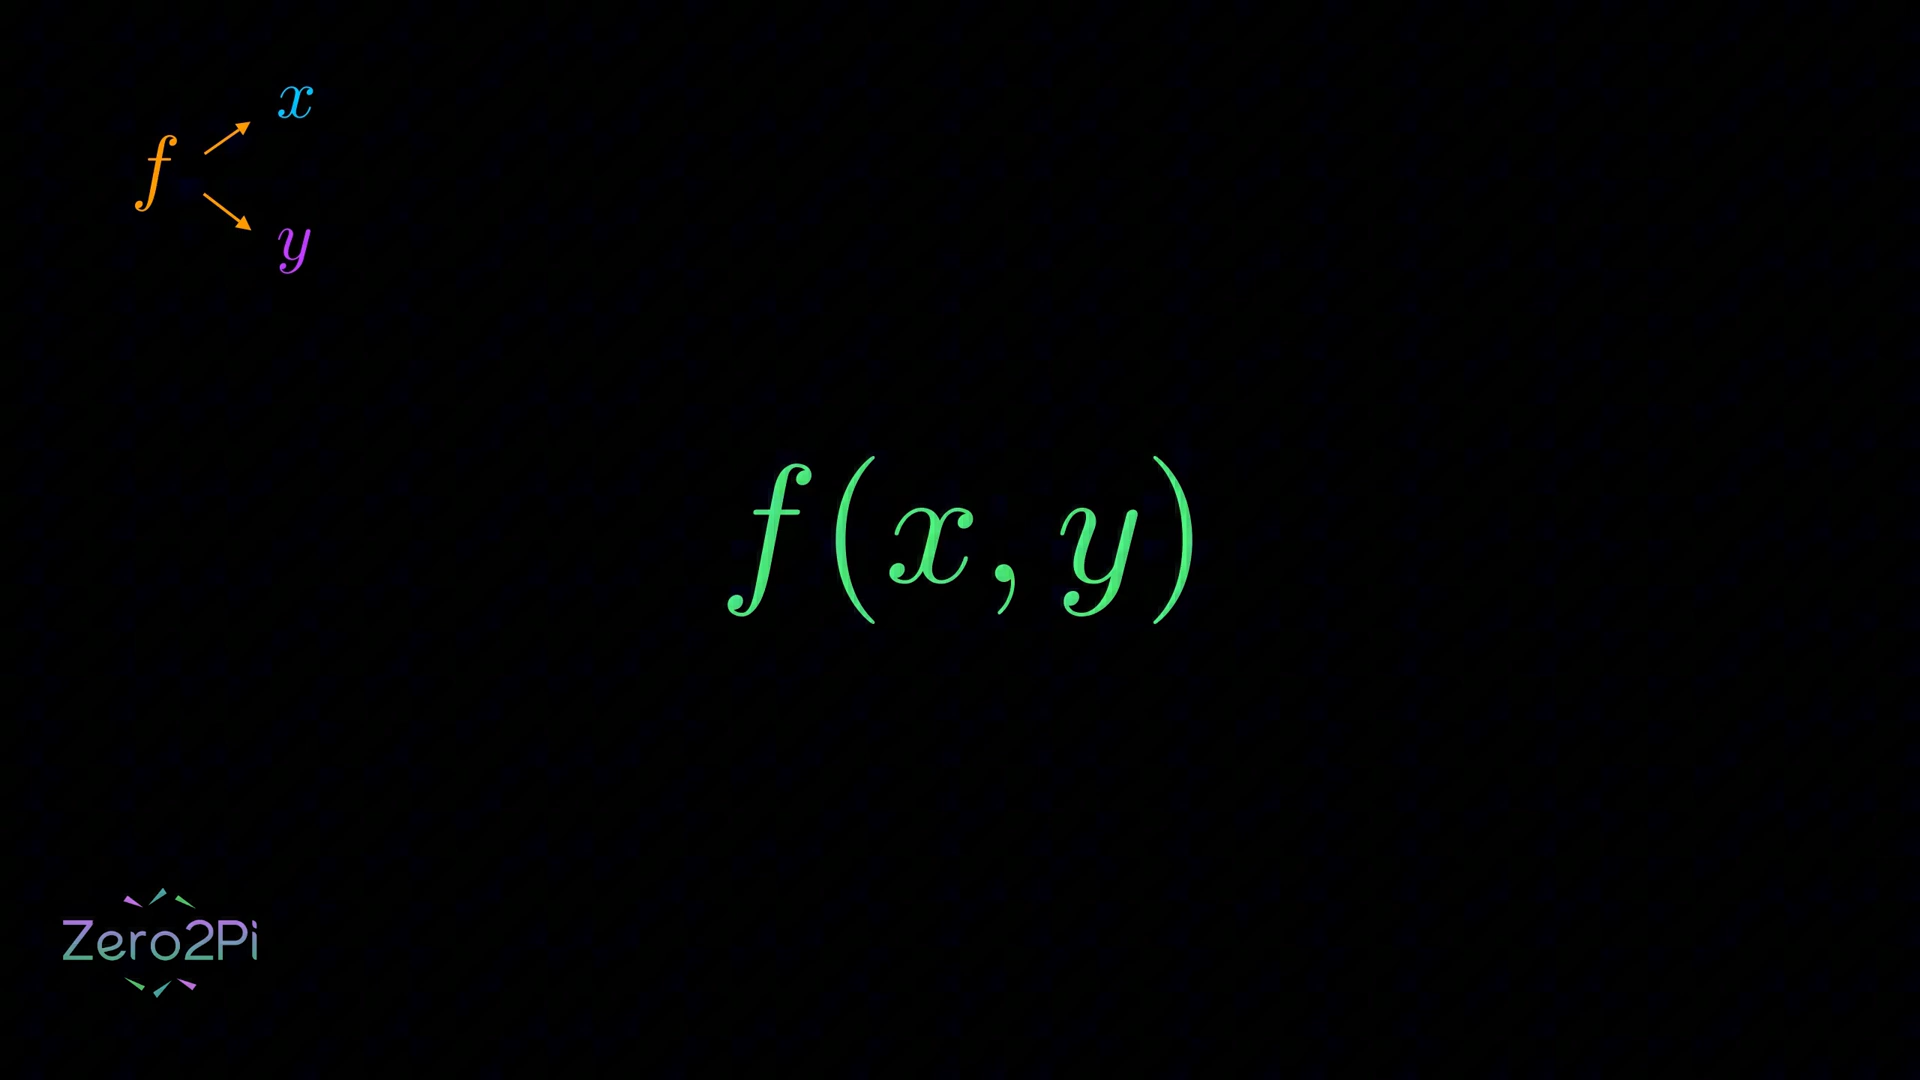 x
f
y
f(x, y)
Zero2Pi